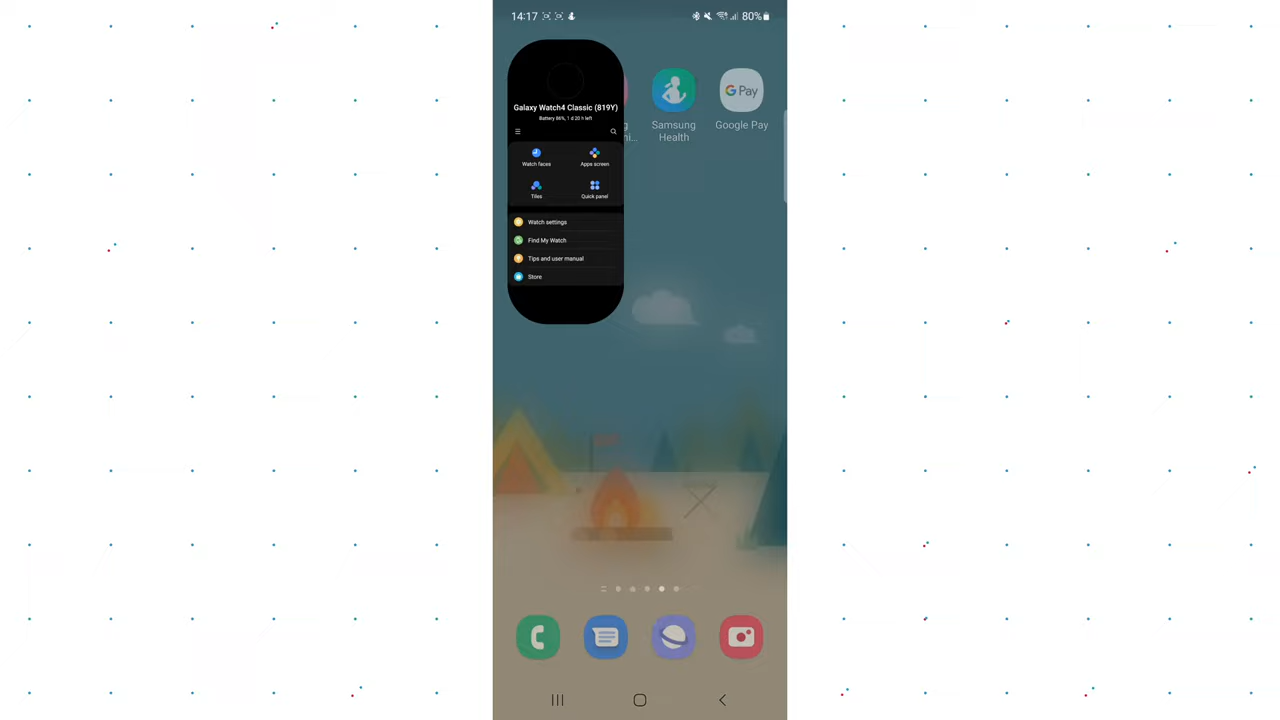 14:17
80%
Galaxy Watch4 Classic (819Y)
Battery 86%, 1 d 20 h left
Watch faces
Apps screen
Tiles
Quick panel
Watch settings
Find My Watch
Tips and user manual
Store
Samsung
Health
G Pay
Google Pay